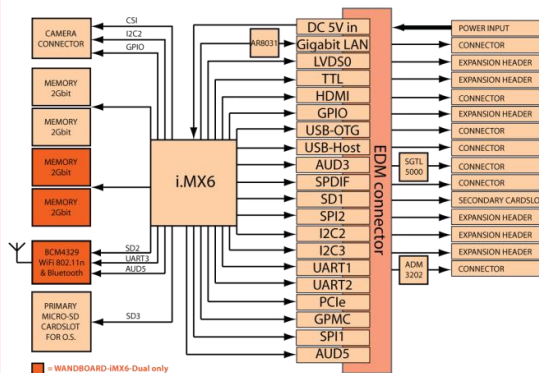 CAMERA
CONNECTOR
CSI
I2C2
GPIO
MEMORY
2Gbit
MEMORY
2Gbit
MEMORY
2Gbit
MEMORY
2Gbit
BCM4329
WiFi 802.11n
& Bluetooth
SD2
UART3
AUD5
PRIMARY
MICRO-SD
CARDSLOT
FOR O.S.
SD3
= WANDBOARD-iMX6-Dual only
i.MX6
AR8031
DC 5V in
Gigabit LAN
LVDS0
TTL
HDMI
GPIO
USB-OTG
USB-Host
AUD3
SPDIF
SD1
SPI2
I2C2
I2C3
UART1
UART2
PCIe
GPMC
SPI1
AUD5
EDM connector
SGTL
5000
ADM
3202
POWER INPUT
CONNECTOR
EXPANSION HEADER
EXPANSION HEADER
CONNECTOR
EXPANSION HEADER
CONNECTOR
CONNECTOR
CONNECTOR
CONNECTOR
SECONDARY CARDSLO
EXPANSION HEADER
EXPANSION HEADER
EXPANSION HEADER
CONNECTOR